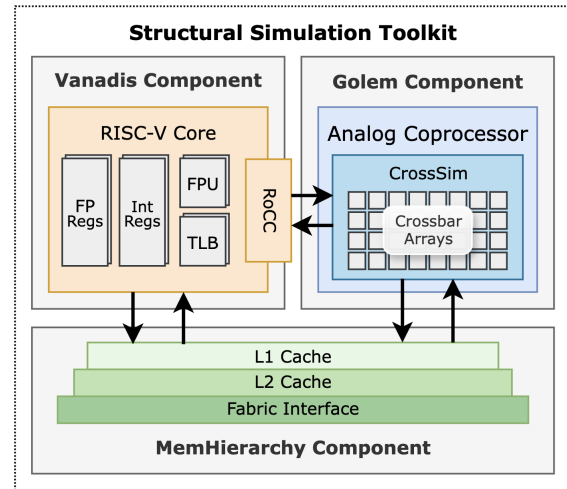 Structural Simulation Toolkit
Vanadis Component
RISC-V Core
FP
Regs
Int
Regs
FPU
TLB
RoCC
Golem Component
Analog Coprocessor
CrossSim
Crossbar
Arrays
L1 Cache
L2 Cache
Fabric Interface
MemHierarchy Component